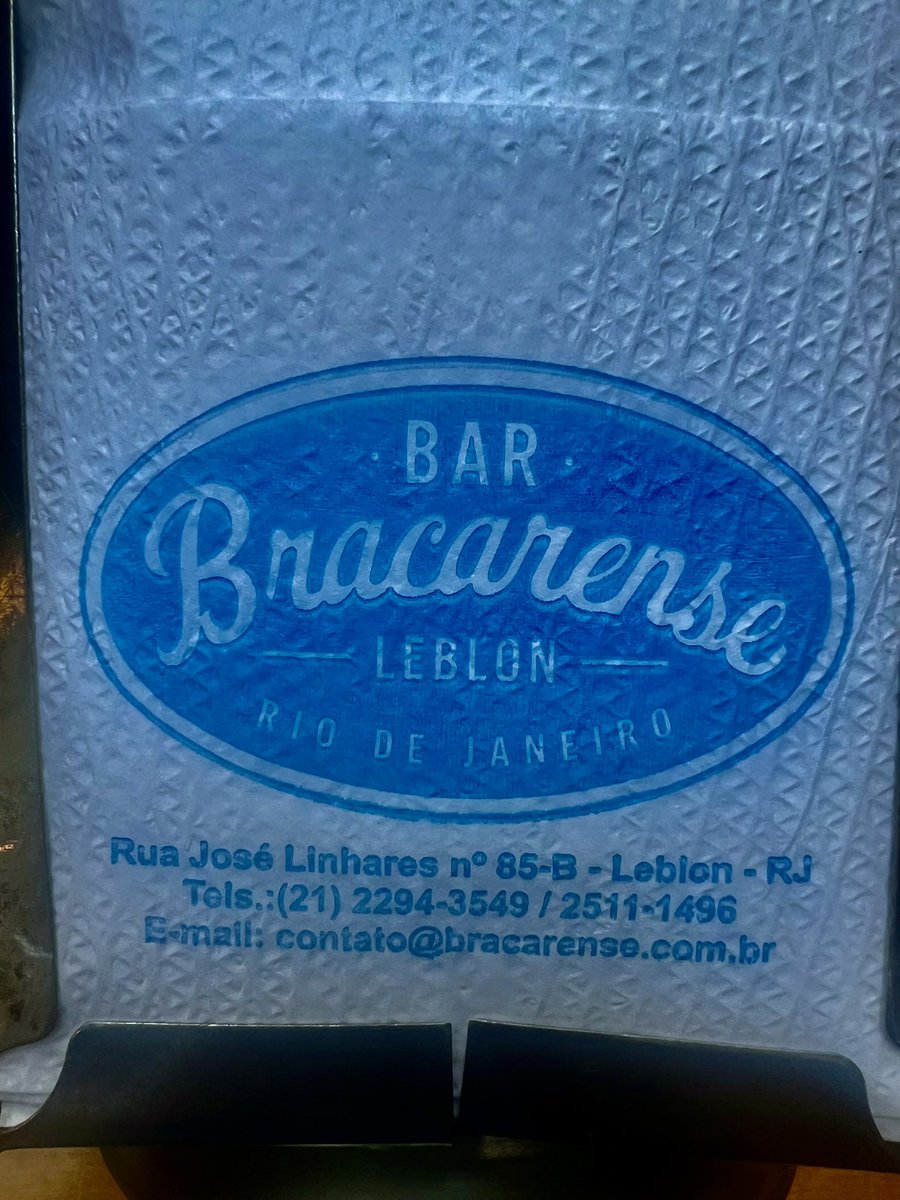 · BAR ·
Bracarense
LEBLON
RIO DE JANEIRO
Rua José Linhares nº 85-B - Leblon - RJ
Tels.:(21) 2294-3549 / 2511-1496
E-mail: contato@bracarense.com.br